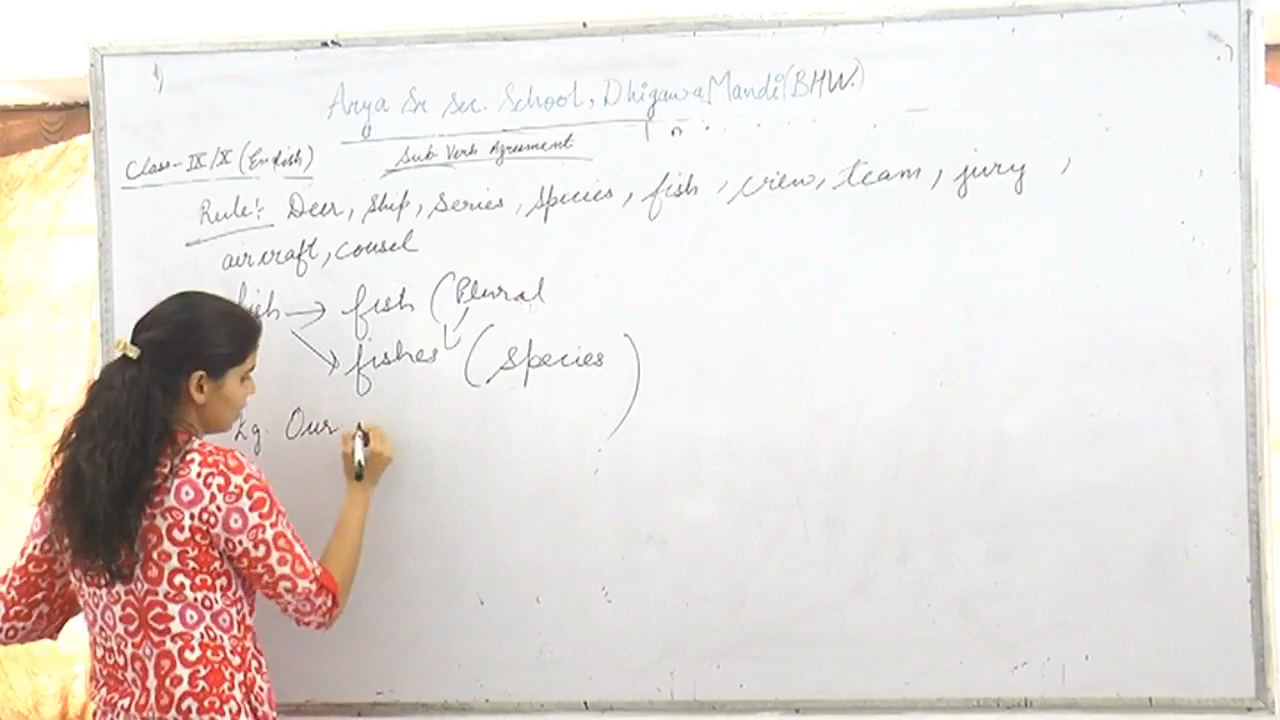 Arya Sr Sec. School, Dhigawa Mandi (BHW.)
Class-IX/X (English)
Sub Verb Agreement
Rule: Deer, Ship, Series, Species, fish, crew, team, jury,
aircraft, cousel
fish → fish (Plural
fishes (Species)
Eg. Our